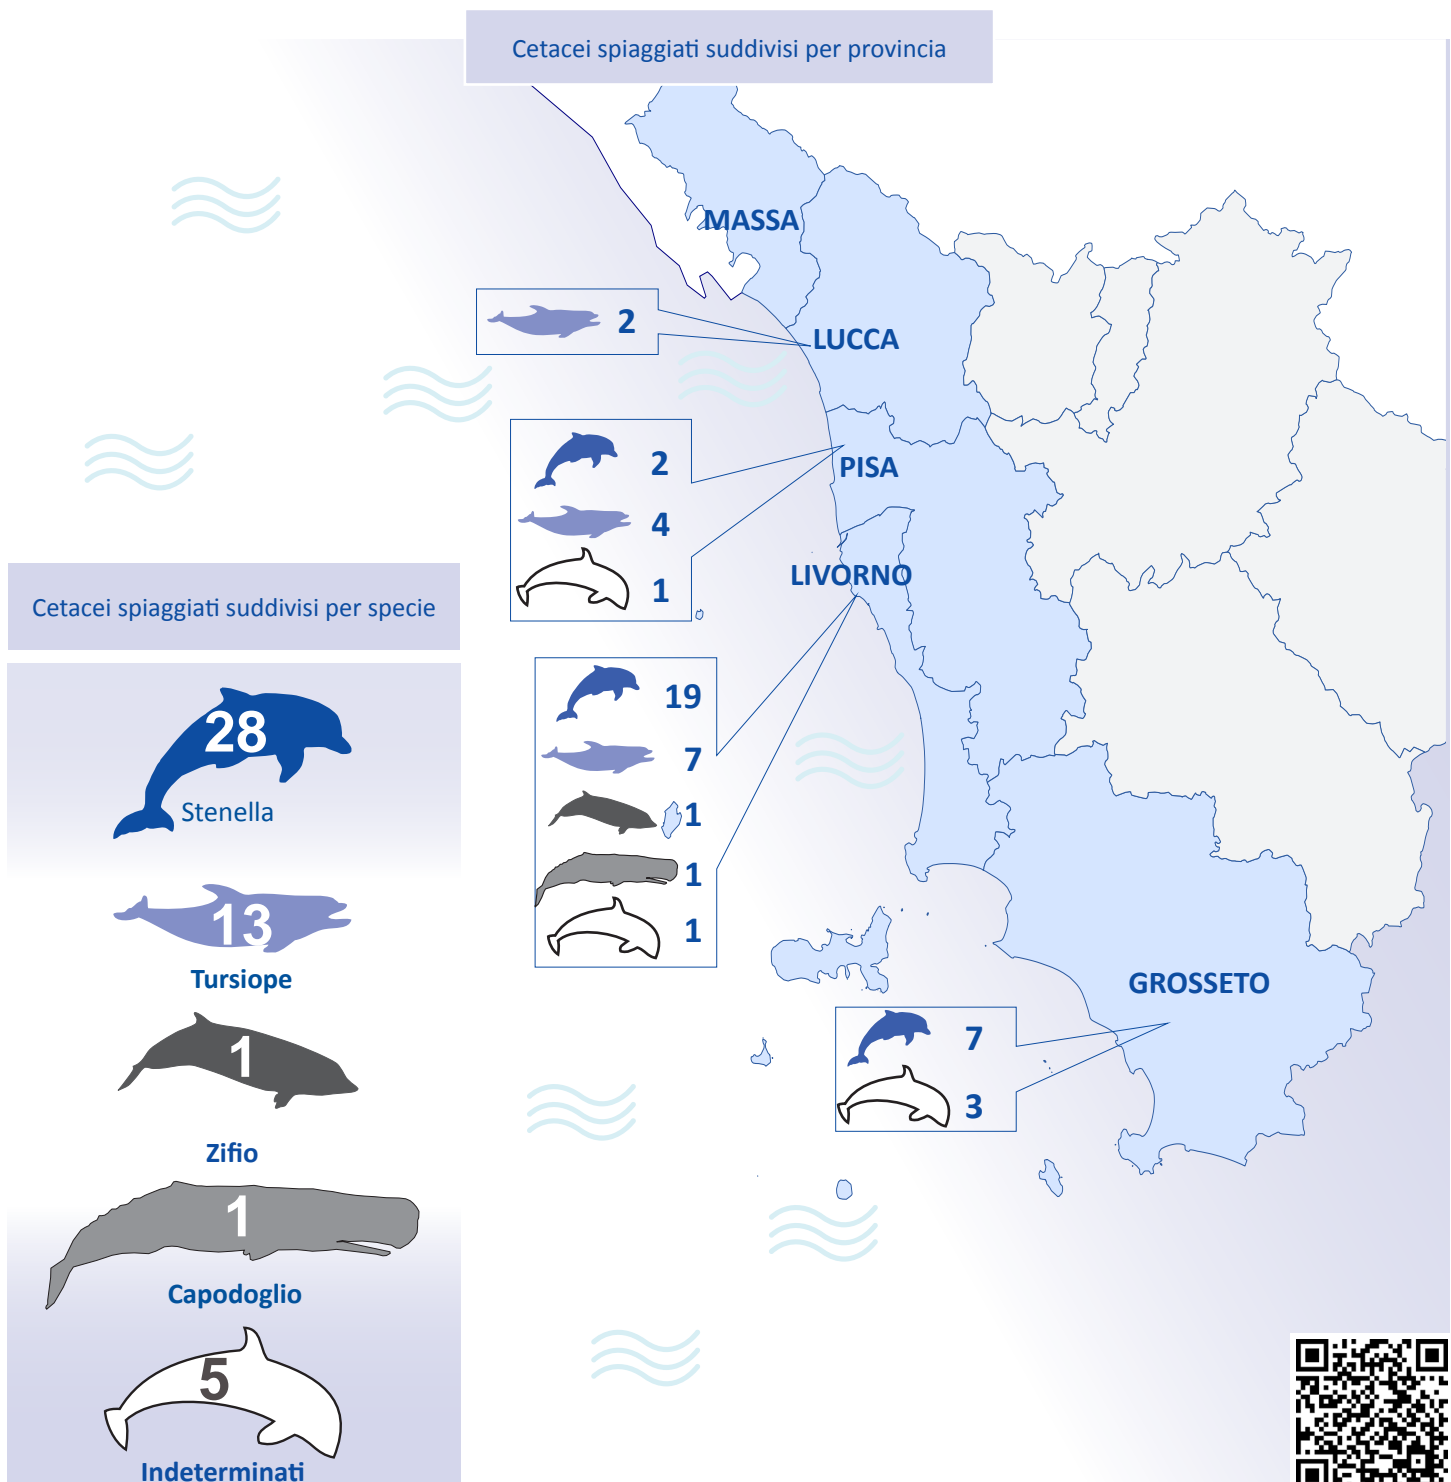 Cetacei spiaggiati suddivisi per provincia
MASSA
2
LUCCA
2
4
1
PISA
LIVORNO
19
7
1
1
1
GROSSETO
7
3
Cetacei spiaggiati suddivisi per specie
28
Stenella
13
Tursiope
1
Zifio
1
Capodoglio
5
Indeterminati